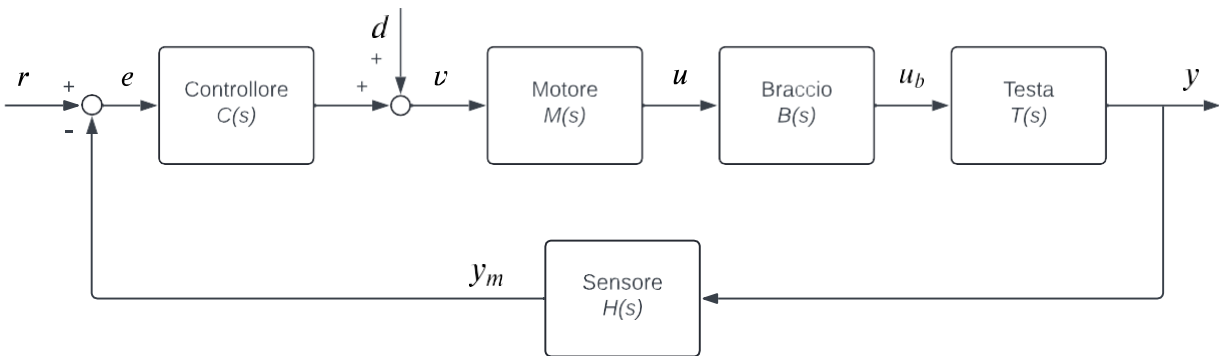 r
+
-
e
Controllore
C(s)
d
+
+
v
Motore
M(s)
u
Braccio
B(s)
u_b
Testa
T(s)
y
y_m
Sensore
H(s)